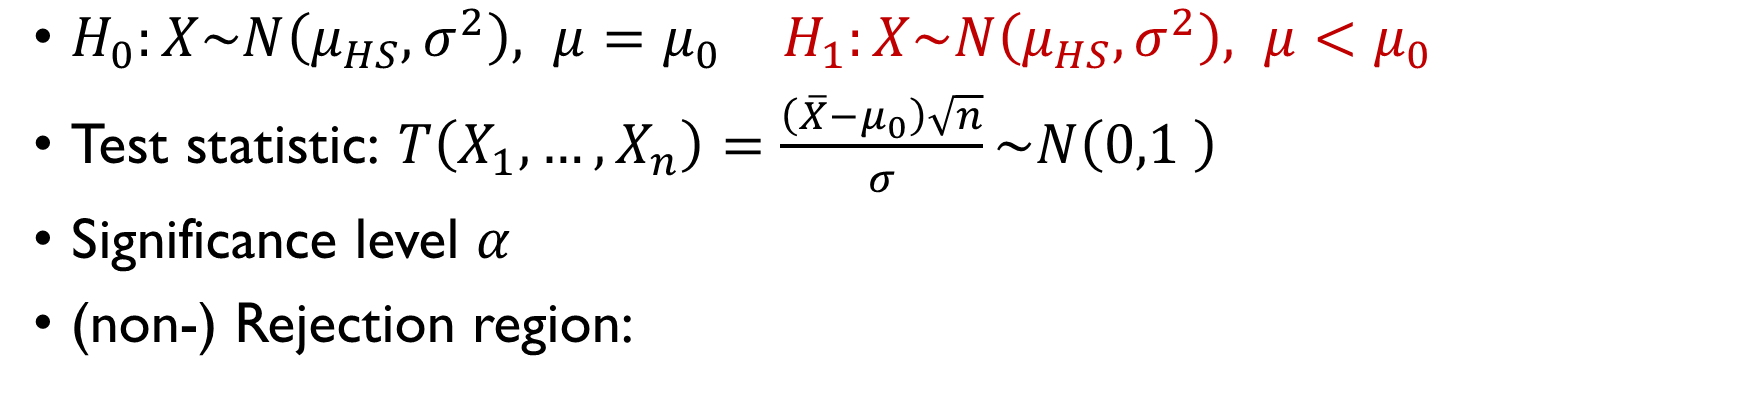 • H₀: X~N(μ_HS, σ²), μ = μ₀ H₁: X~N(μ_HS, σ²), μ < μ₀
• Test statistic: T(X₁, … , Xₙ) = (X̄−μ₀)√n / σ ~N(0,1 )
• Significance level α
• (non-) Rejection region: